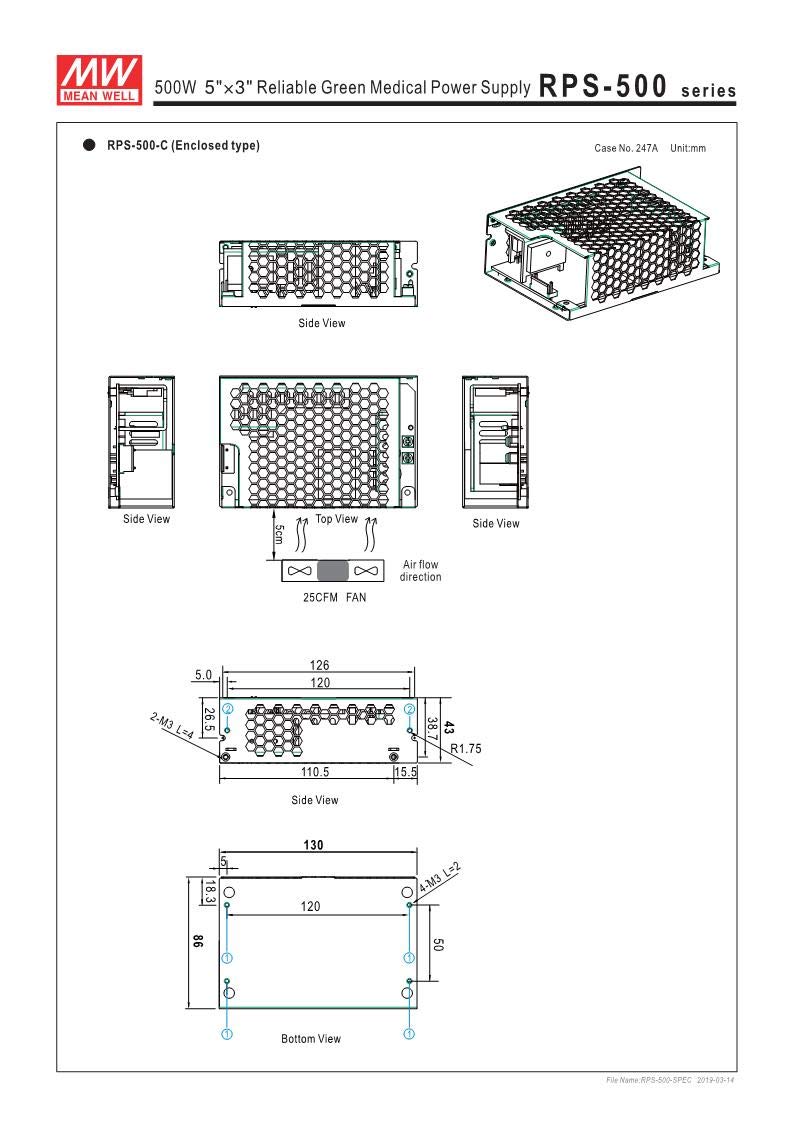 MW
MEAN WELL
500W 5"×3" Reliable Green Medical Power Supply RPS-500 series
● RPS-500-C (Enclosed type)
Case No. 247A Unit:mm
Side View
Side View
Top View
Side View
5cm
Air flow
direction
25CFM FAN
126
5.0
120
2
2
26.5
38.7
43
2-M3 L=4
R1.75
110.5
15.5
Side View
130
5
18.3
4-M3 L=2
120
86
50
1
1
1
1
Bottom View
File Name:RPS-500-SPEC 2019-03-14